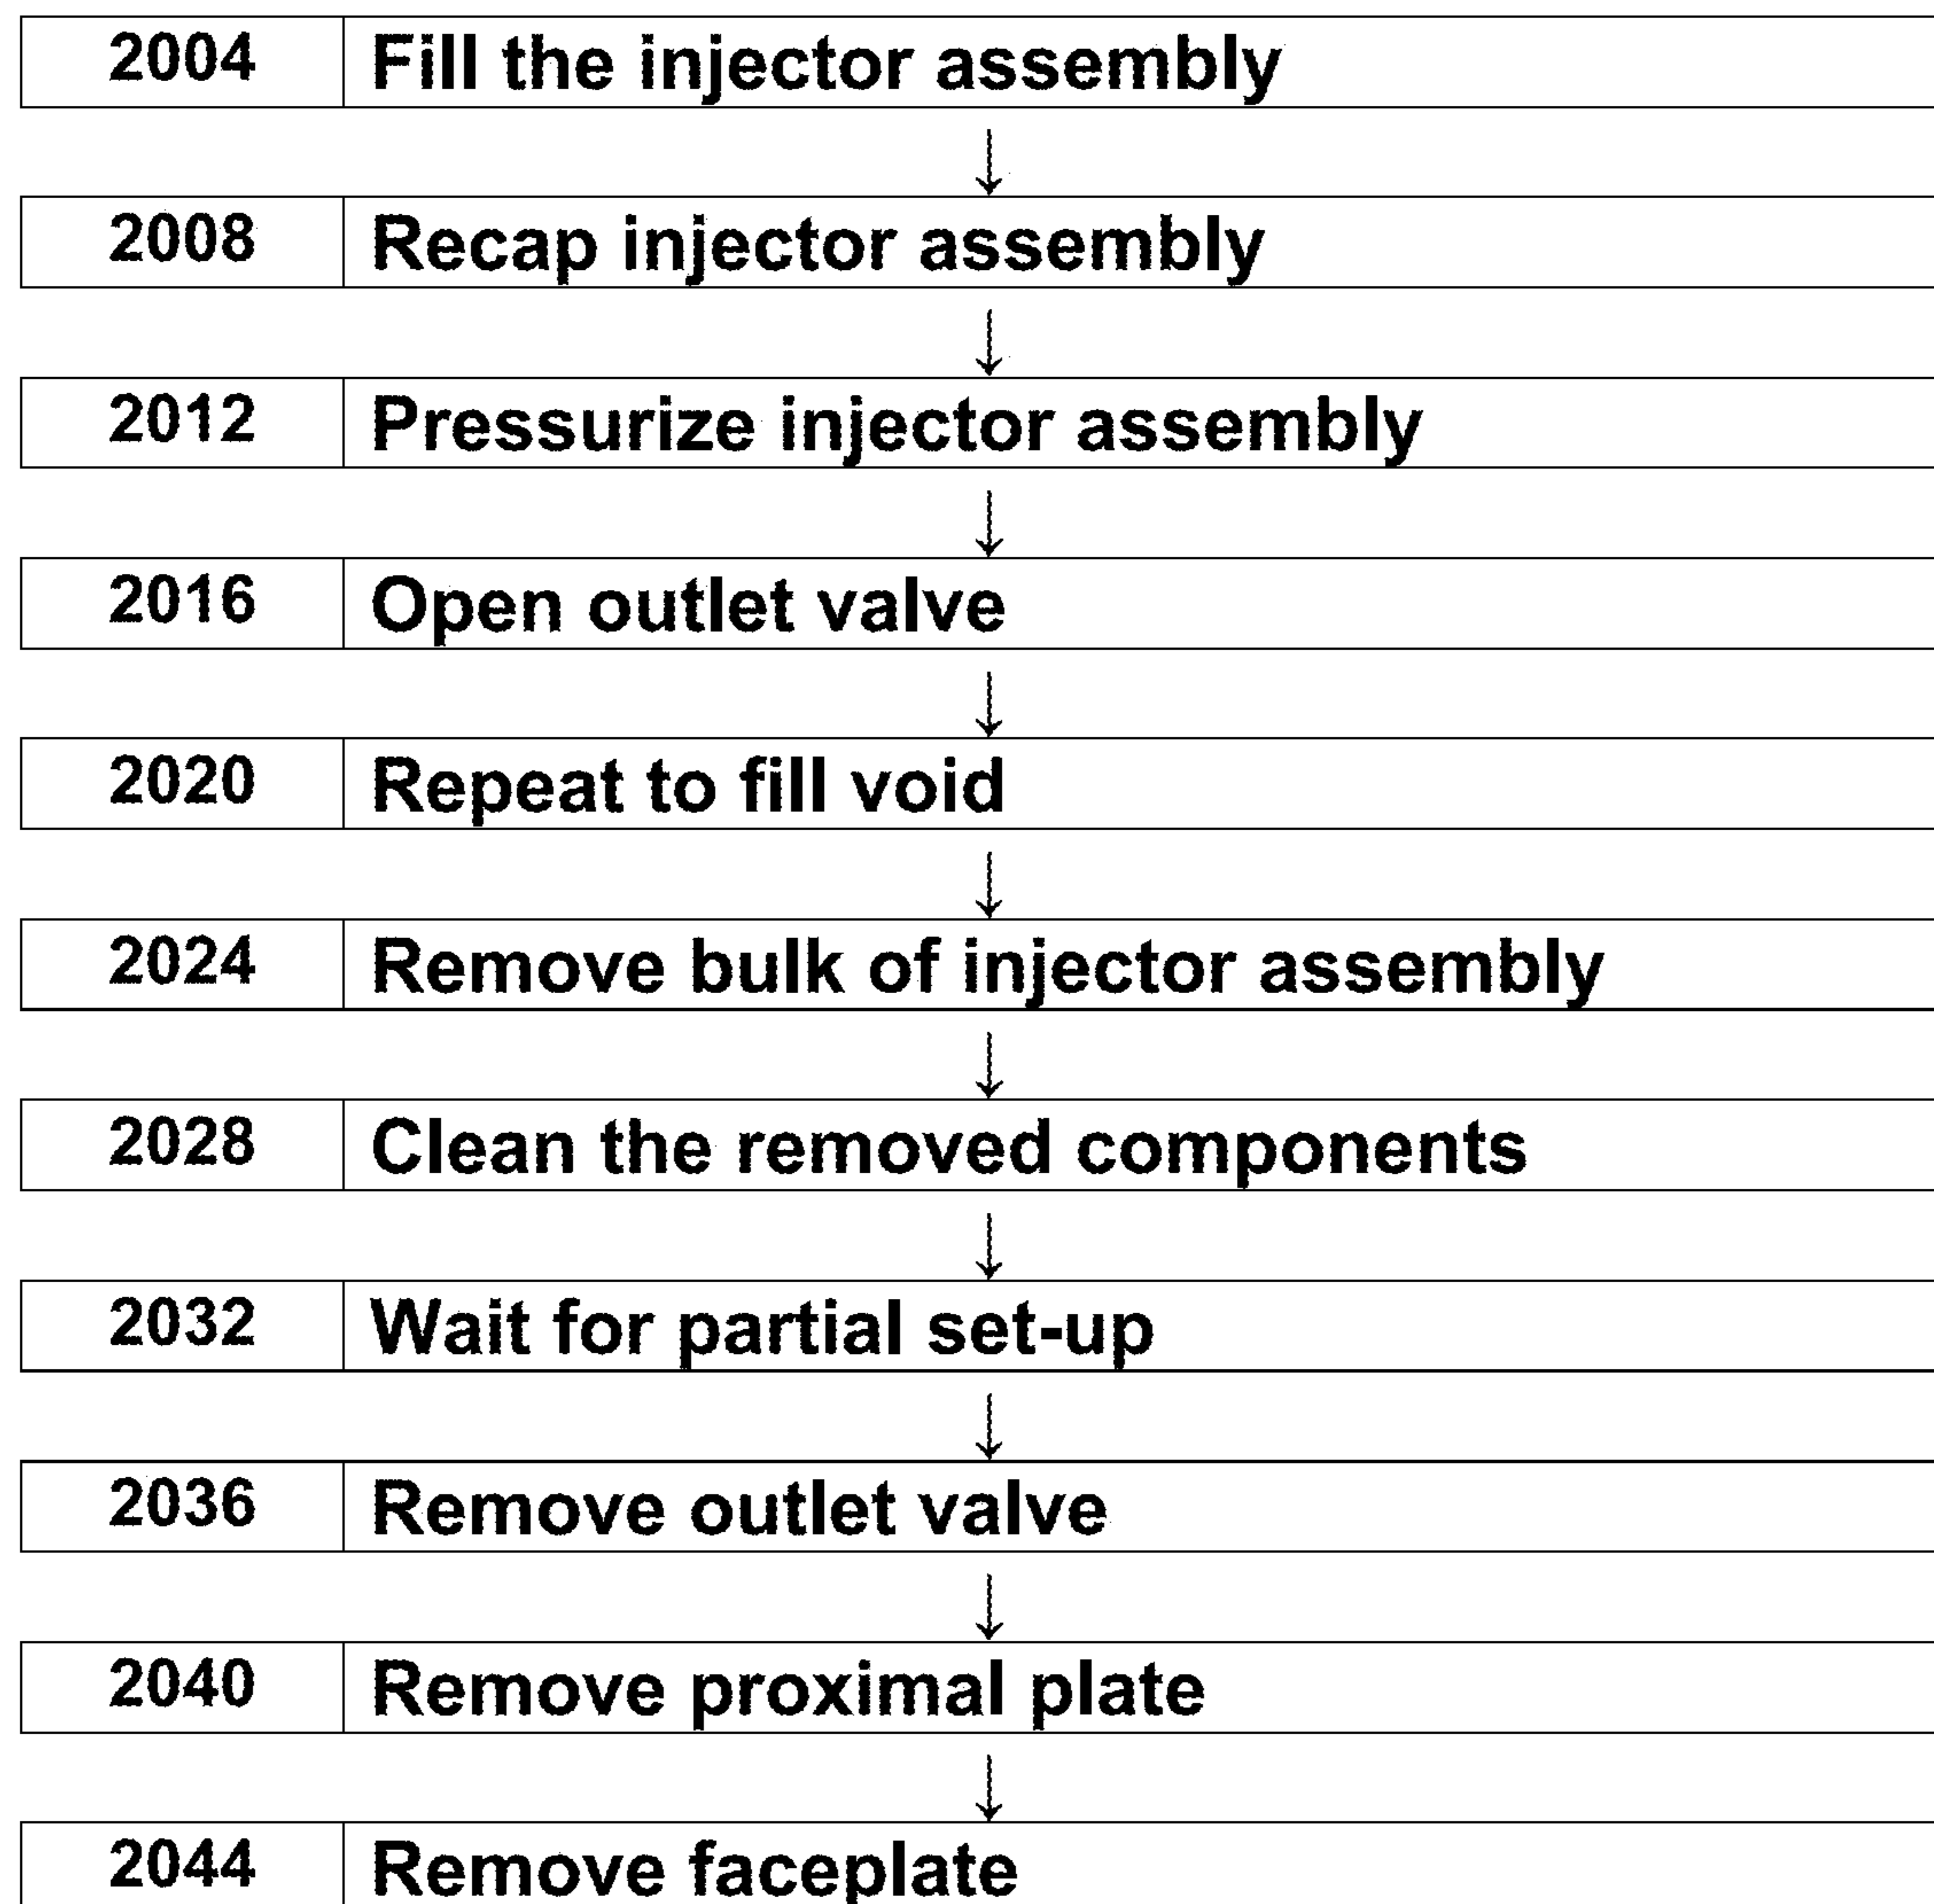 2004 Fill the injector assembly
2008 Recap injector assembly
2012 Pressurize injector assembly
2016 Open outlet valve
2020 Repeat to fill void
2024 Remove bulk of injector assembly
2028 Clean the removed components
2032 Wait for partial set-up
2036 Remove outlet valve
2040 Remove proximal plate
2044 Remove faceplate